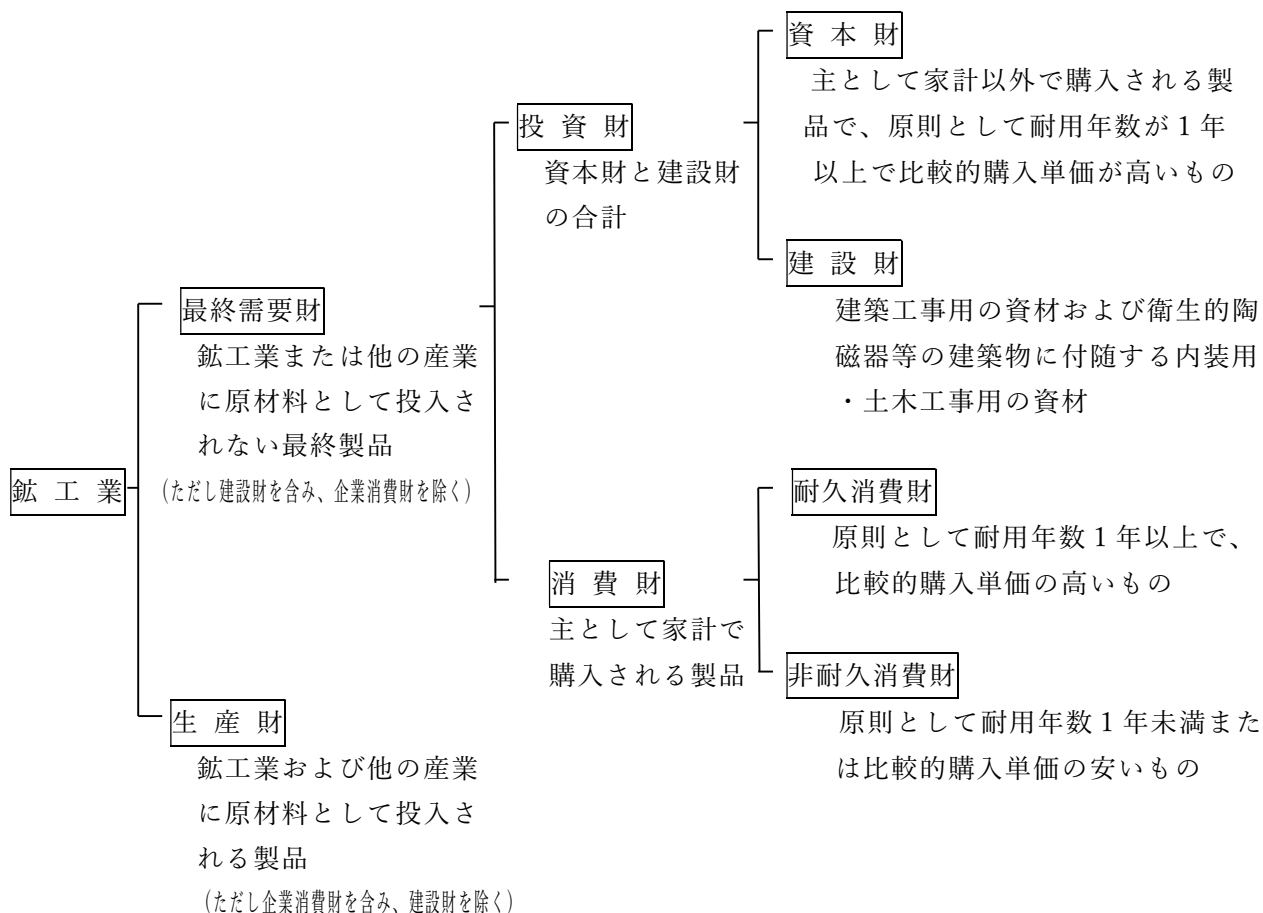 鉱 工 業
最終需要財
鉱工業または他の産業
に原材料として投入さ
れない最終製品
（ただし建設財を含み、企業消費財を除く）
投 資 財
資本財と建設財
の合計
資 本 財
主として家計以外で購入される製
品で、原則として耐用年数が１年
以上で比較的購入単価が高いもの
建 設 財
建築工事用の資材および衛生的陶
磁器等の建築物に付随する内装用
・土木工事用の資材
消 費 財
主として家計で
購入される製品
耐久消費財
原則として耐用年数１年以上で、
比較的購入単価の高いもの
非耐久消費財
原則として耐用年数１年未満また
は比較的購入単価の安いもの
生 産 財
鉱工業および他の産業
に原材料として投入さ
れる製品
（ただし企業消費財を含み、建設財を除く）